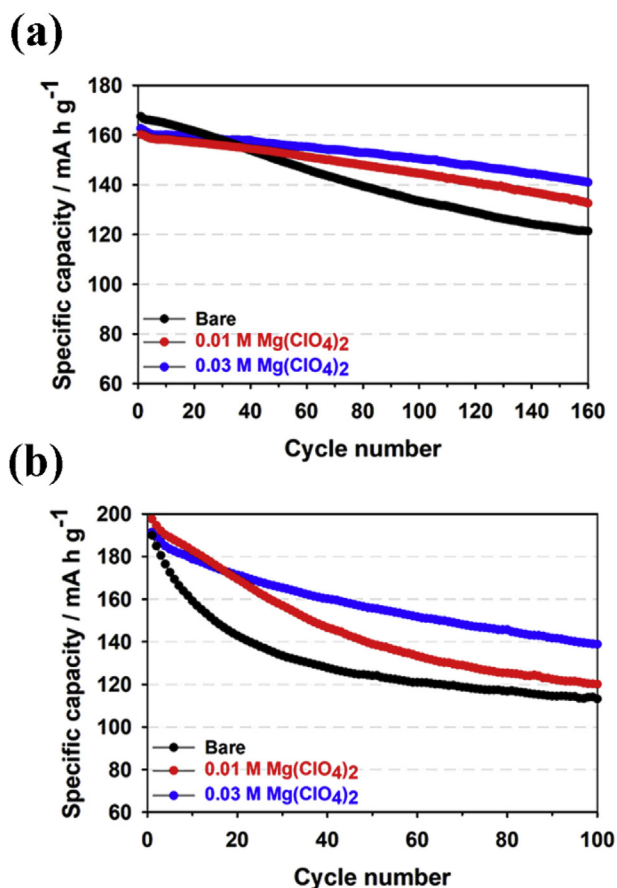 (a)
180
160
140
120
100
80
60
Specific capacity / mA h g-1
Bare
0.01 M Mg(ClO4)2
0.03 M Mg(ClO4)2
0 20 40 60 80 100 120 140 160
Cycle number
(b)
200
180
160
140
120
100
80
60
Specific capacity / mA h g-1
Bare
0.01 M Mg(ClO4)2
0.03 M Mg(ClO4)2
0 20 40 60 80 100
Cycle number